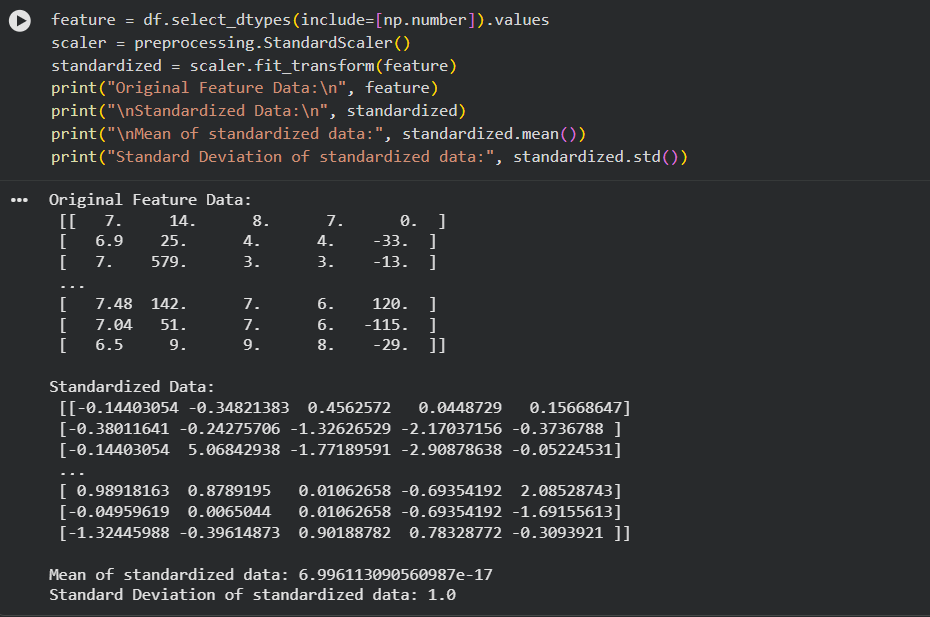 feature = df.select_dtypes(include=[np.number]).values
scaler = preprocessing.StandardScaler()
standardized = scaler.fit_transform(feature)
print("Original Feature Data:\n", feature)
print("\nStandardized Data:\n", standardized)
print("\nMean of standardized data:", standardized.mean())
print("Standard Deviation of standardized data:", standardized.std())
Original Feature Data:
 [[   7.     14.      8.      7.      0.  ]
 [   6.9    25.      4.      4.    -33.  ]
 [   7.    579.      3.      3.    -13.  ]
 ...
 [   7.48  142.      7.      6.    120.  ]
 [   7.04   51.      7.      6.   -115.  ]
 [   6.5     9.      9.      8.    -29.  ]]
Standardized Data:
 [[-0.14403054 -0.34821383  0.4562572   0.0448729   0.15668647]
 [-0.38011641 -0.24275706 -1.32626529 -2.17037156 -0.3736788 ]
 [-0.14403054  5.06842938 -1.77189591 -2.90878638 -0.05224531]
 ...
 [ 0.98918163  0.8789195   0.01062658 -0.69354192  2.08528743]
 [-0.04959619  0.0065044   0.01062658 -0.69354192 -1.69155613]
 [-1.32445988 -0.39614873  0.90188782  0.78328772 -0.3093921 ]]
Mean of standardized data: 6.996113090560987e-17
Standard Deviation of standardized data: 1.0